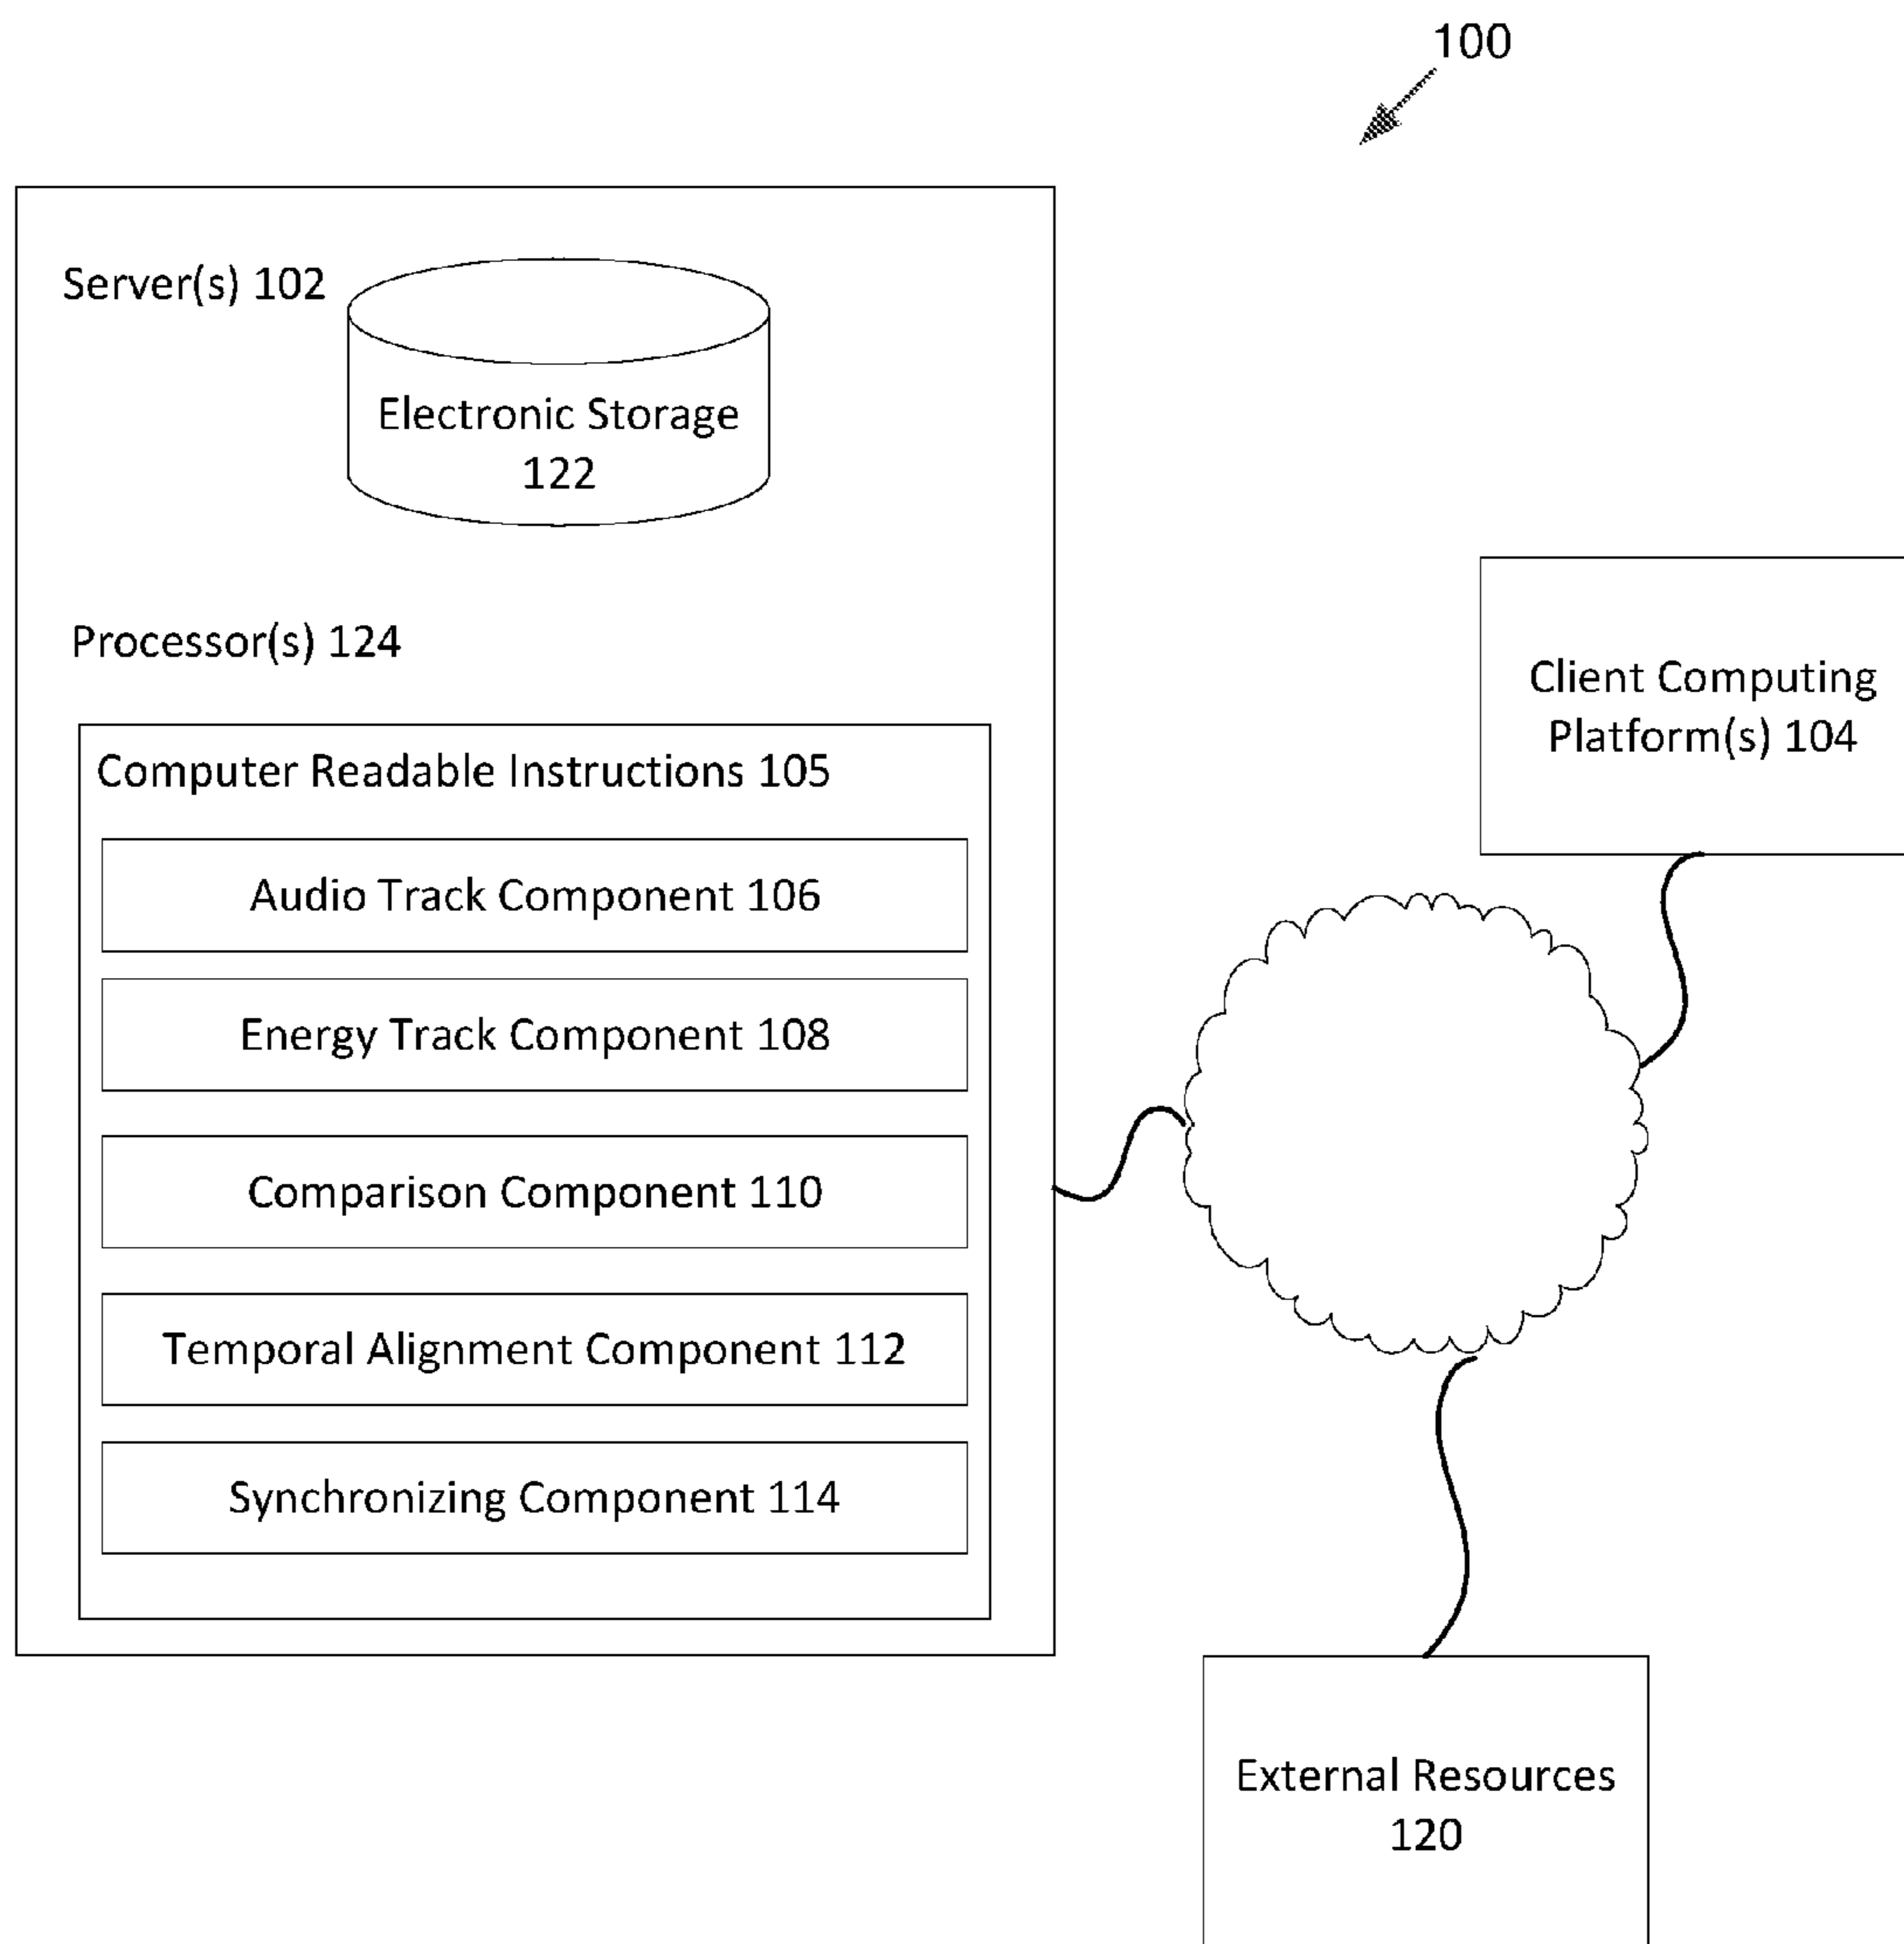 100
Server(s) 102
Electronic Storage
122
Processor(s) 124
Computer Readable Instructions 105
Audio Track Component 106
Energy Track Component 108
Comparison Component 110
Temporal Alignment Component 112
Synchronizing Component 114
Client Computing
Platform(s) 104
External Resources
120